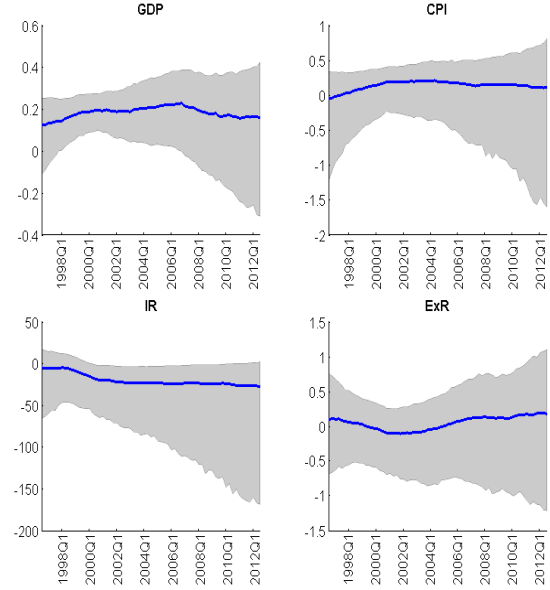 GDP
0.6
0.4
0.2
0
-0.2
-0.4
1998Q1
2000Q1
2002Q1
2004Q1
2006Q1
2008Q1
2010Q1
2012Q1
CPI
1
0.5
0
-0.5
-1
-1.5
-2
1998Q1
2000Q1
2002Q1
2004Q1
2006Q1
2008Q1
2010Q1
2012Q1
IR
50
0
-50
-100
-150
-200
1998Q1
2000Q1
2002Q1
2004Q1
2006Q1
2008Q1
2010Q1
2012Q1
ExR
1.5
1
0.5
0
-0.5
-1
-1.5
1998Q1
2000Q1
2002Q1
2004Q1
2006Q1
2008Q1
2010Q1
2012Q1